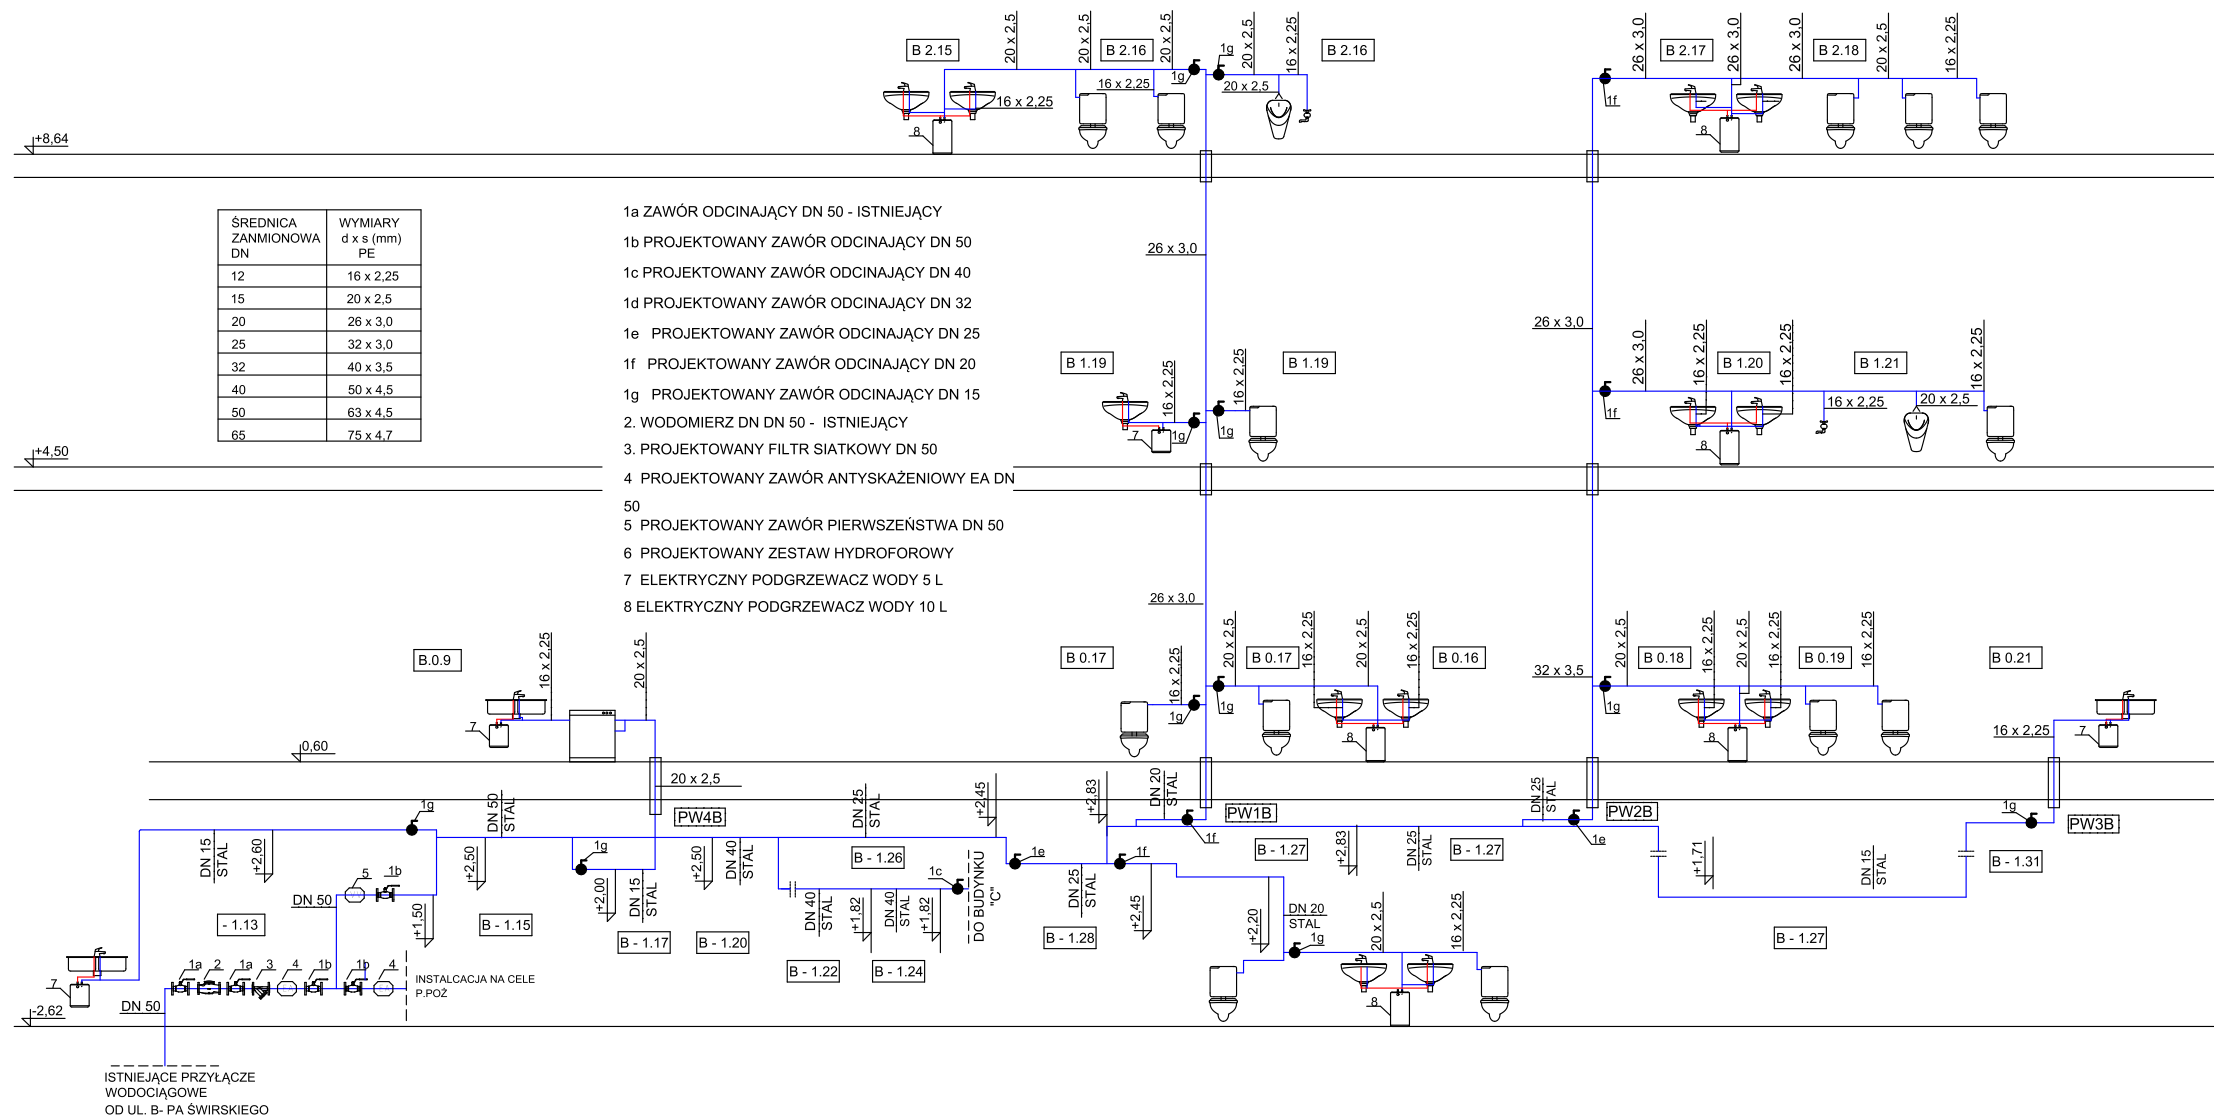 B 2.15
20 x 2,5
20 x 2,5
B 2.16
20 x 2,5
1g
20 x 2,5
16 x 2,25
B 2.16
26 x 3,0
B 2.17
26 x 3,0
26 x 3,0
B 2.18
20 x 2,5
16 x 2,25
16 x 2,25
16 x 2,25
1g
20 x 2,5
1f
8
8
+8,64
ŚREDNICA
ZANMIONOWA
DN
WYMIARY
d x s (mm)
PE
12 16 x 2,25
15 20 x 2,5
20 26 x 3,0
25 32 x 3,0
32 40 x 3,5
40 50 x 4,5
50 63 x 4,5
65 75 x 4,7
1a ZAWÓR ODCINAJĄCY DN 50 - ISTNIEJĄCY
1b PROJEKTOWANY ZAWÓR ODCINAJĄCY DN 50
1c PROJEKTOWANY ZAWÓR ODCINAJĄCY DN 40
1d PROJEKTOWANY ZAWÓR ODCINAJĄCY DN 32
1e PROJEKTOWANY ZAWÓR ODCINAJĄCY DN 25
1f PROJEKTOWANY ZAWÓR ODCINAJĄCY DN 20
1g PROJEKTOWANY ZAWÓR ODCINAJĄCY DN 15
2. WODOMIERZ DN DN 50 - ISTNIEJĄCY
3. PROJEKTOWANY FILTR SIATKOWY DN 50
4 PROJEKTOWANY ZAWÓR ANTYSKAŻENIOWY EA DN
50
5 PROJEKTOWANY ZAWÓR PIERWSZEŃSTWA DN 50
6 PROJEKTOWANY ZESTAW HYDROFOROWY
7 ELEKTRYCZNY PODGRZEWACZ WODY 5 L
8 ELEKTRYCZNY PODGRZEWACZ WODY 10 L
26 x 3,0
26 x 3,0
B 1.19
16 x 2,25
16 x 2,25
B 1.19
26 x 3,0
16 x 2,25
B 1.20
16 x 2,25
B 1.21
16 x 2,25
16 x 2,25
20 x 2,5
7
1g
1g
1f
8
+4,50
26 x 3,0
32 x 3,5
B.0.9
16 x 2,25
20 x 2,5
7
B 0.17
16 x 2,25
1g
20 x 2,5
B 0.17
16 x 2,25
20 x 2,5
16 x 2,25
B 0.16
1g
8
20 x 2,5
B 0.18
16 x 2,25
20 x 2,5
16 x 2,25
B 0.19
16 x 2,25
1g
8
B 0.21
16 x 2,25
7
0,60
20 x 2,5
PW4B
DN 50
STAL
DN 25
STAL
+2,45
+2,83
DN 20
STAL
PW1B
1f
DN 25
STAL
PW2B
1e
1g
PW3B
1g
DN 15
STAL
+2,60
+2,50
1g
+2,00
DN 15
STAL
+2,50
DN 40
STAL
B - 1.26
1c
1e
1f
B - 1.27
+2,83
DN 25
STAL
B - 1.27
+1,71
DN 15
STAL
B - 1.31
5
1b
DN 50
+1,50
- 1.13
B - 1.15
B - 1.17
B - 1.20
DN 40
STAL
+1,82
DN 40
STAL
+1,82
DO BUDYNKU
"C"
B - 1.22
B - 1.24
DN 25
STAL
B - 1.28
+2,45
+2,20
DN 20
STAL
1g
20 x 2,5
16 x 2,25
8
B - 1.27
7
1a
2
1a
3
4
1b
1b
4
INSTALCACJA NA CELE
P.POŻ
DN 50
-2,62
ISTNIEJĄCE PRZYŁĄCZE
WODOCIĄGOWE
OD UL. B- PA ŚWIRSKIEGO